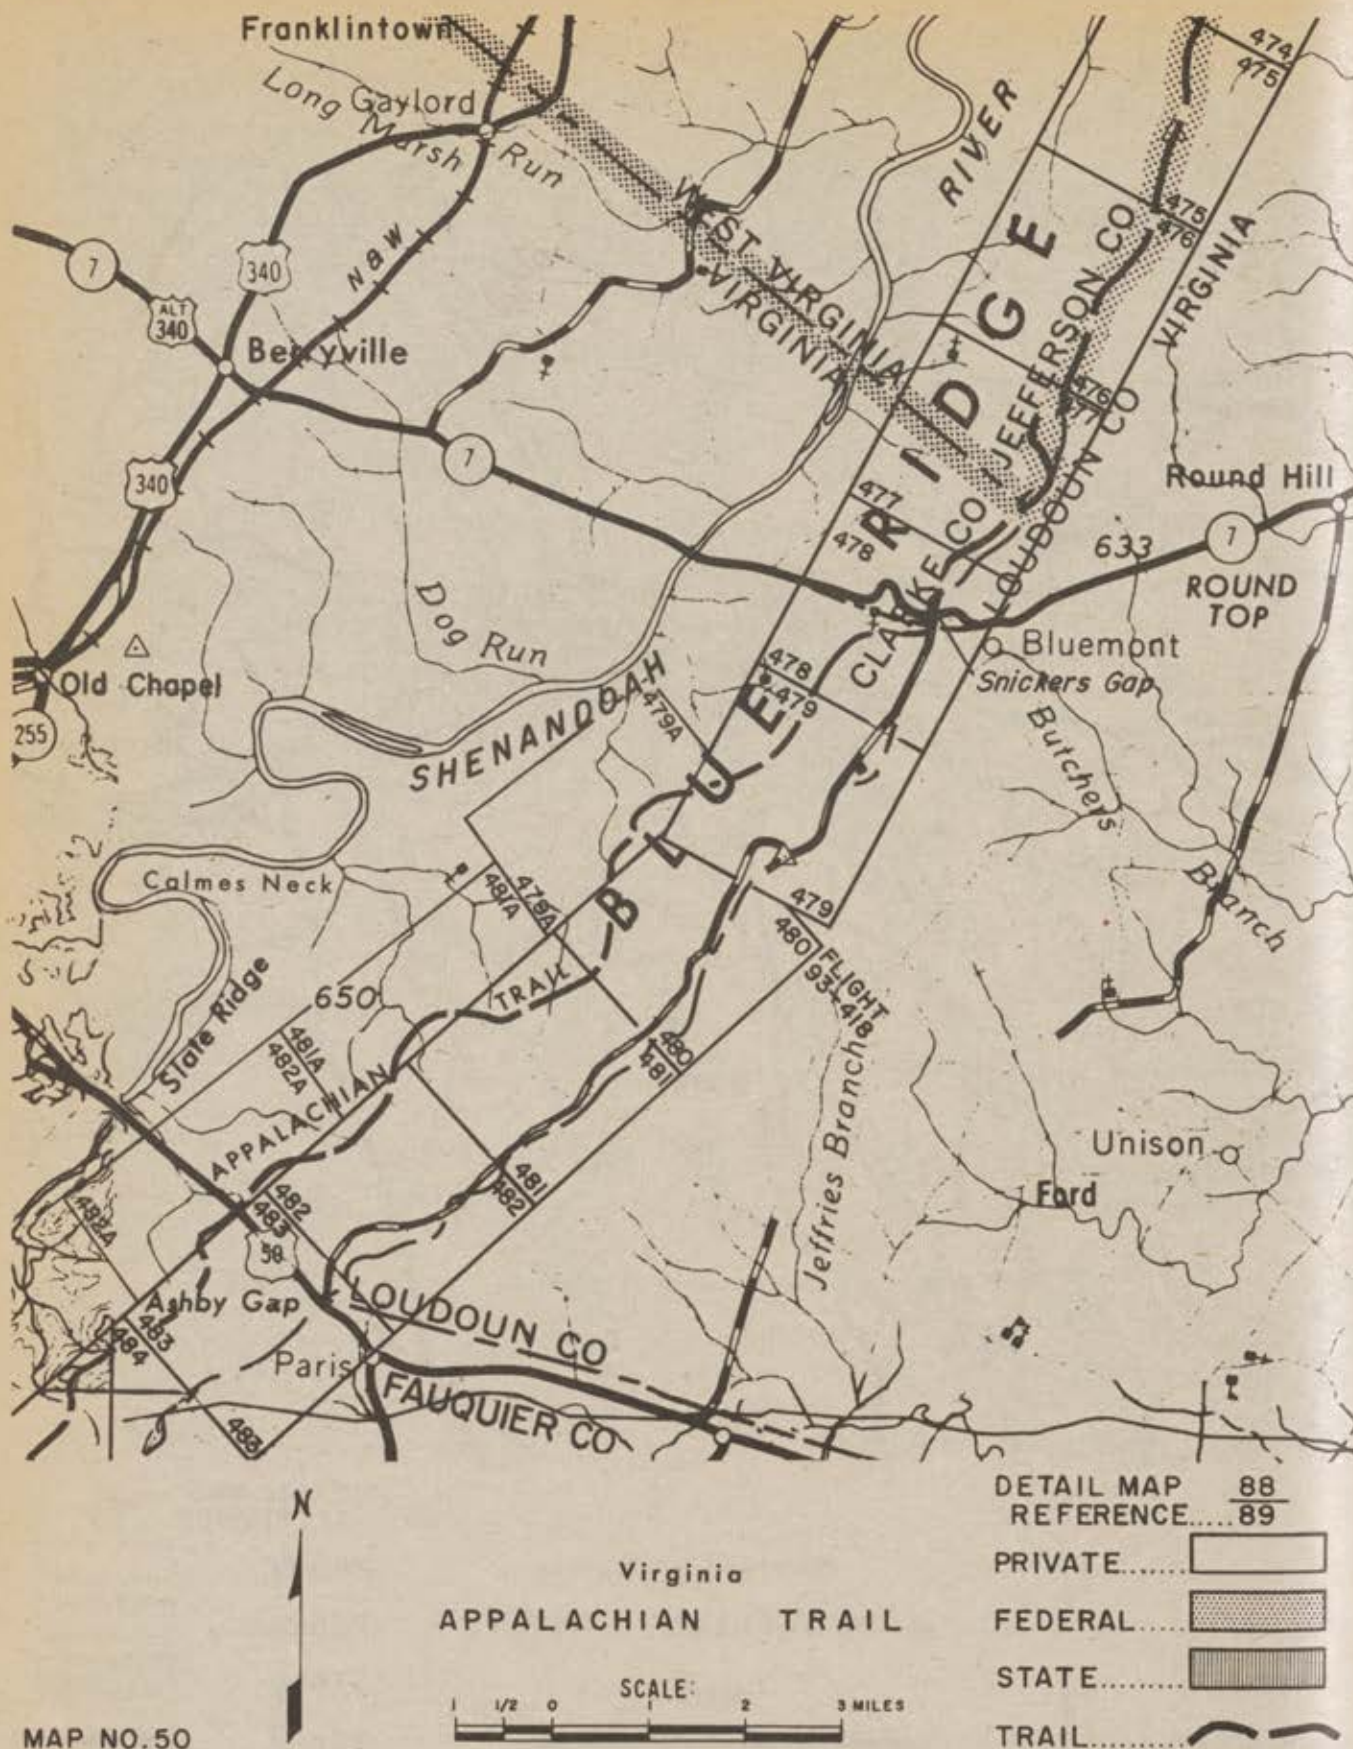 Franklintown
Long Marsh Run
Gaylord
474
475
RIVER
WEST VIRGINIA
VIRGINIA
475
476
VIRGINIA
7
340
N & W
ALT
340
Berryville
JEFFERSON CO
476
477
LOUDOUN CO
340
7
477
478
Round Hill
7
633
ROUND
TOP
CLARKE CO
BLUE RIDGE
Dog Run
Old Chapel
255
Bluemont
Snickers Gap
478
479
479A
SHENANDOAH
Butchers Branch
Calmes Neck
479A
481A
479
480
FLIGHT
93-418
TRAIL
Slate Ridge
650
481A
482A
480
481
APPALACHIAN
Jeffries Branch
Unison
Ford
481
482
482
483
482A
50
Ashby Gap
LOUDOUN CO
483
484
Paris
FAUQUIER CO
483
N
DETAIL MAP 88
REFERENCE..... 89
PRIVATE.......
FEDERAL.....
STATE.........
TRAIL..........
Virginia
APPALACHIAN TRAIL
SCALE:
1 1/2 0 1 2 3 MILES
MAP NO. 50